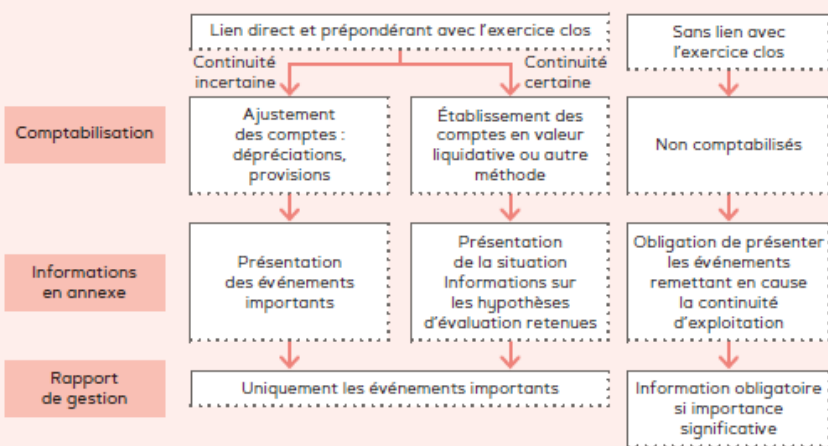 Lien direct et prépondérant avec l'exercice clos
Sans lien avec
l'exercice clos
Continuité
incertaine
Continuité
certaine
Comptabilisation
Ajustement
des comptes :
dépréciations,
provisions
Établissement des
comptes en valeur
liquidative ou autre
méthode
Non comptabilisés
Informations
en annexe
Présentation
des événements
importants
Présentation
de la situation
Informations sur
les hypothèses
d'évaluation retenues
Obligation de présenter
les événements
remettant en cause
la continuité
d'exploitation
Rapport
de gestion
Uniquement les événements importants
Information obligatoire
si importance
significative